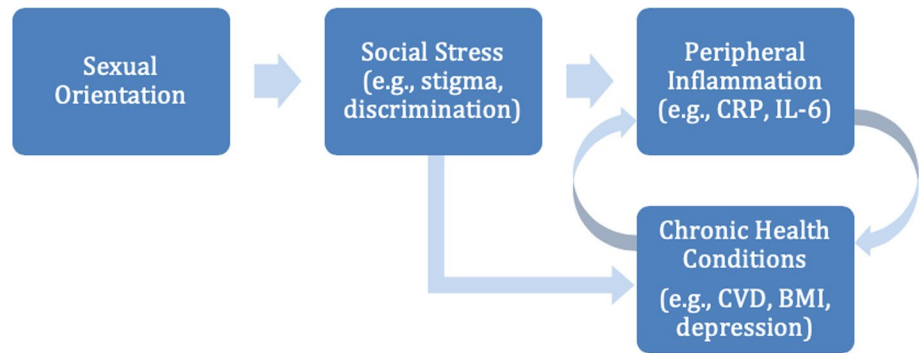 Sexual
Orientation
Social Stress
(e.g., stigma,
discrimination)
Peripheral
Inflammation
(e.g., CRP, IL-6)
Chronic Health
Conditions
(e.g., CVD, BMI,
depression)